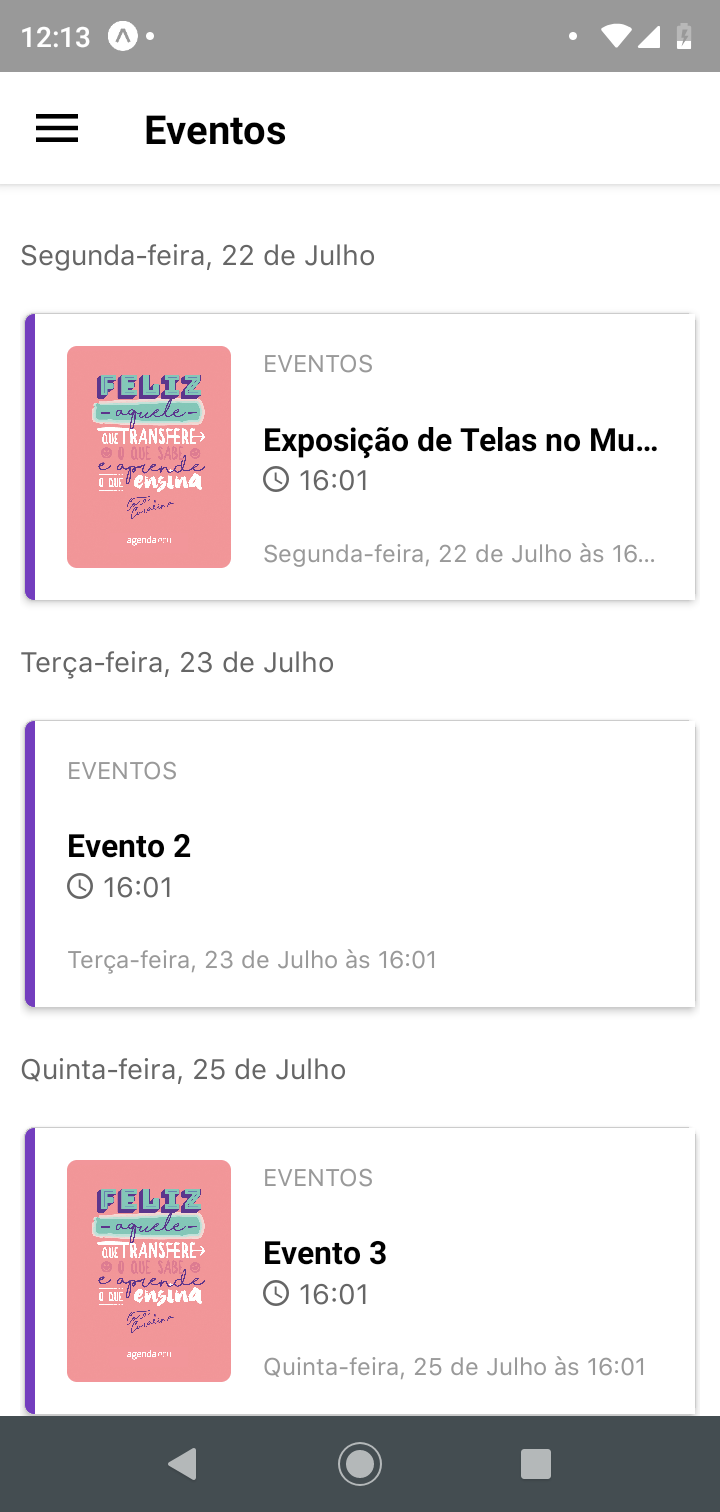 12:13
Eventos
Segunda-feira, 22 de Julho
FELIZ
aquele
QUE TRANSFERE
O QUE SABE
e aprende
O QUE ensina
Cora Coralina
agenda edu
EVENTOS
Exposição de Telas no Mu...
16:01
Segunda-feira, 22 de Julho às 16...
Terça-feira, 23 de Julho
EVENTOS
Evento 2
16:01
Terça-feira, 23 de Julho às 16:01
Quinta-feira, 25 de Julho
FELIZ
aquele
QUE TRANSFERE
O QUE SABE
e aprende
O QUE ensina
Cora Coralina
agenda edu
EVENTOS
Evento 3
16:01
Quinta-feira, 25 de Julho às 16:01